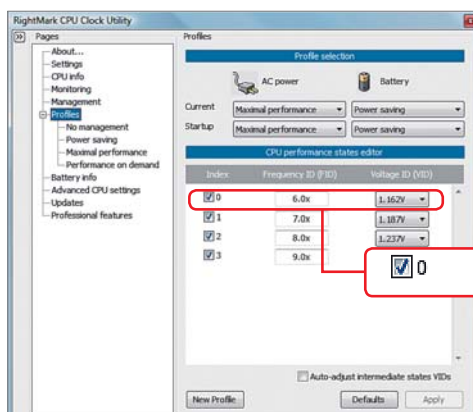 RightMark CPU Clock Utility
Pages
About...
Settings
CPU info
Monitoring
Management
Profiles
No management
Power saving
Maximal performance
Performance on demand
Battery info
Advanced CPU settings
Updates
Professional features
Profiles
Profile selection
AC power Battery
Current Maximal performance Power saving
Startup Maximal performance Power saving
CPU performance states editor
Index Frequency ID (FID) Voltage ID (VID)
0 6.0x 1.162V
1 7.0x 1.187V
2 8.0x 1.237V
3 9.0x
0
Auto-adjust intermediate states VIDs
New Profile Defaults Apply